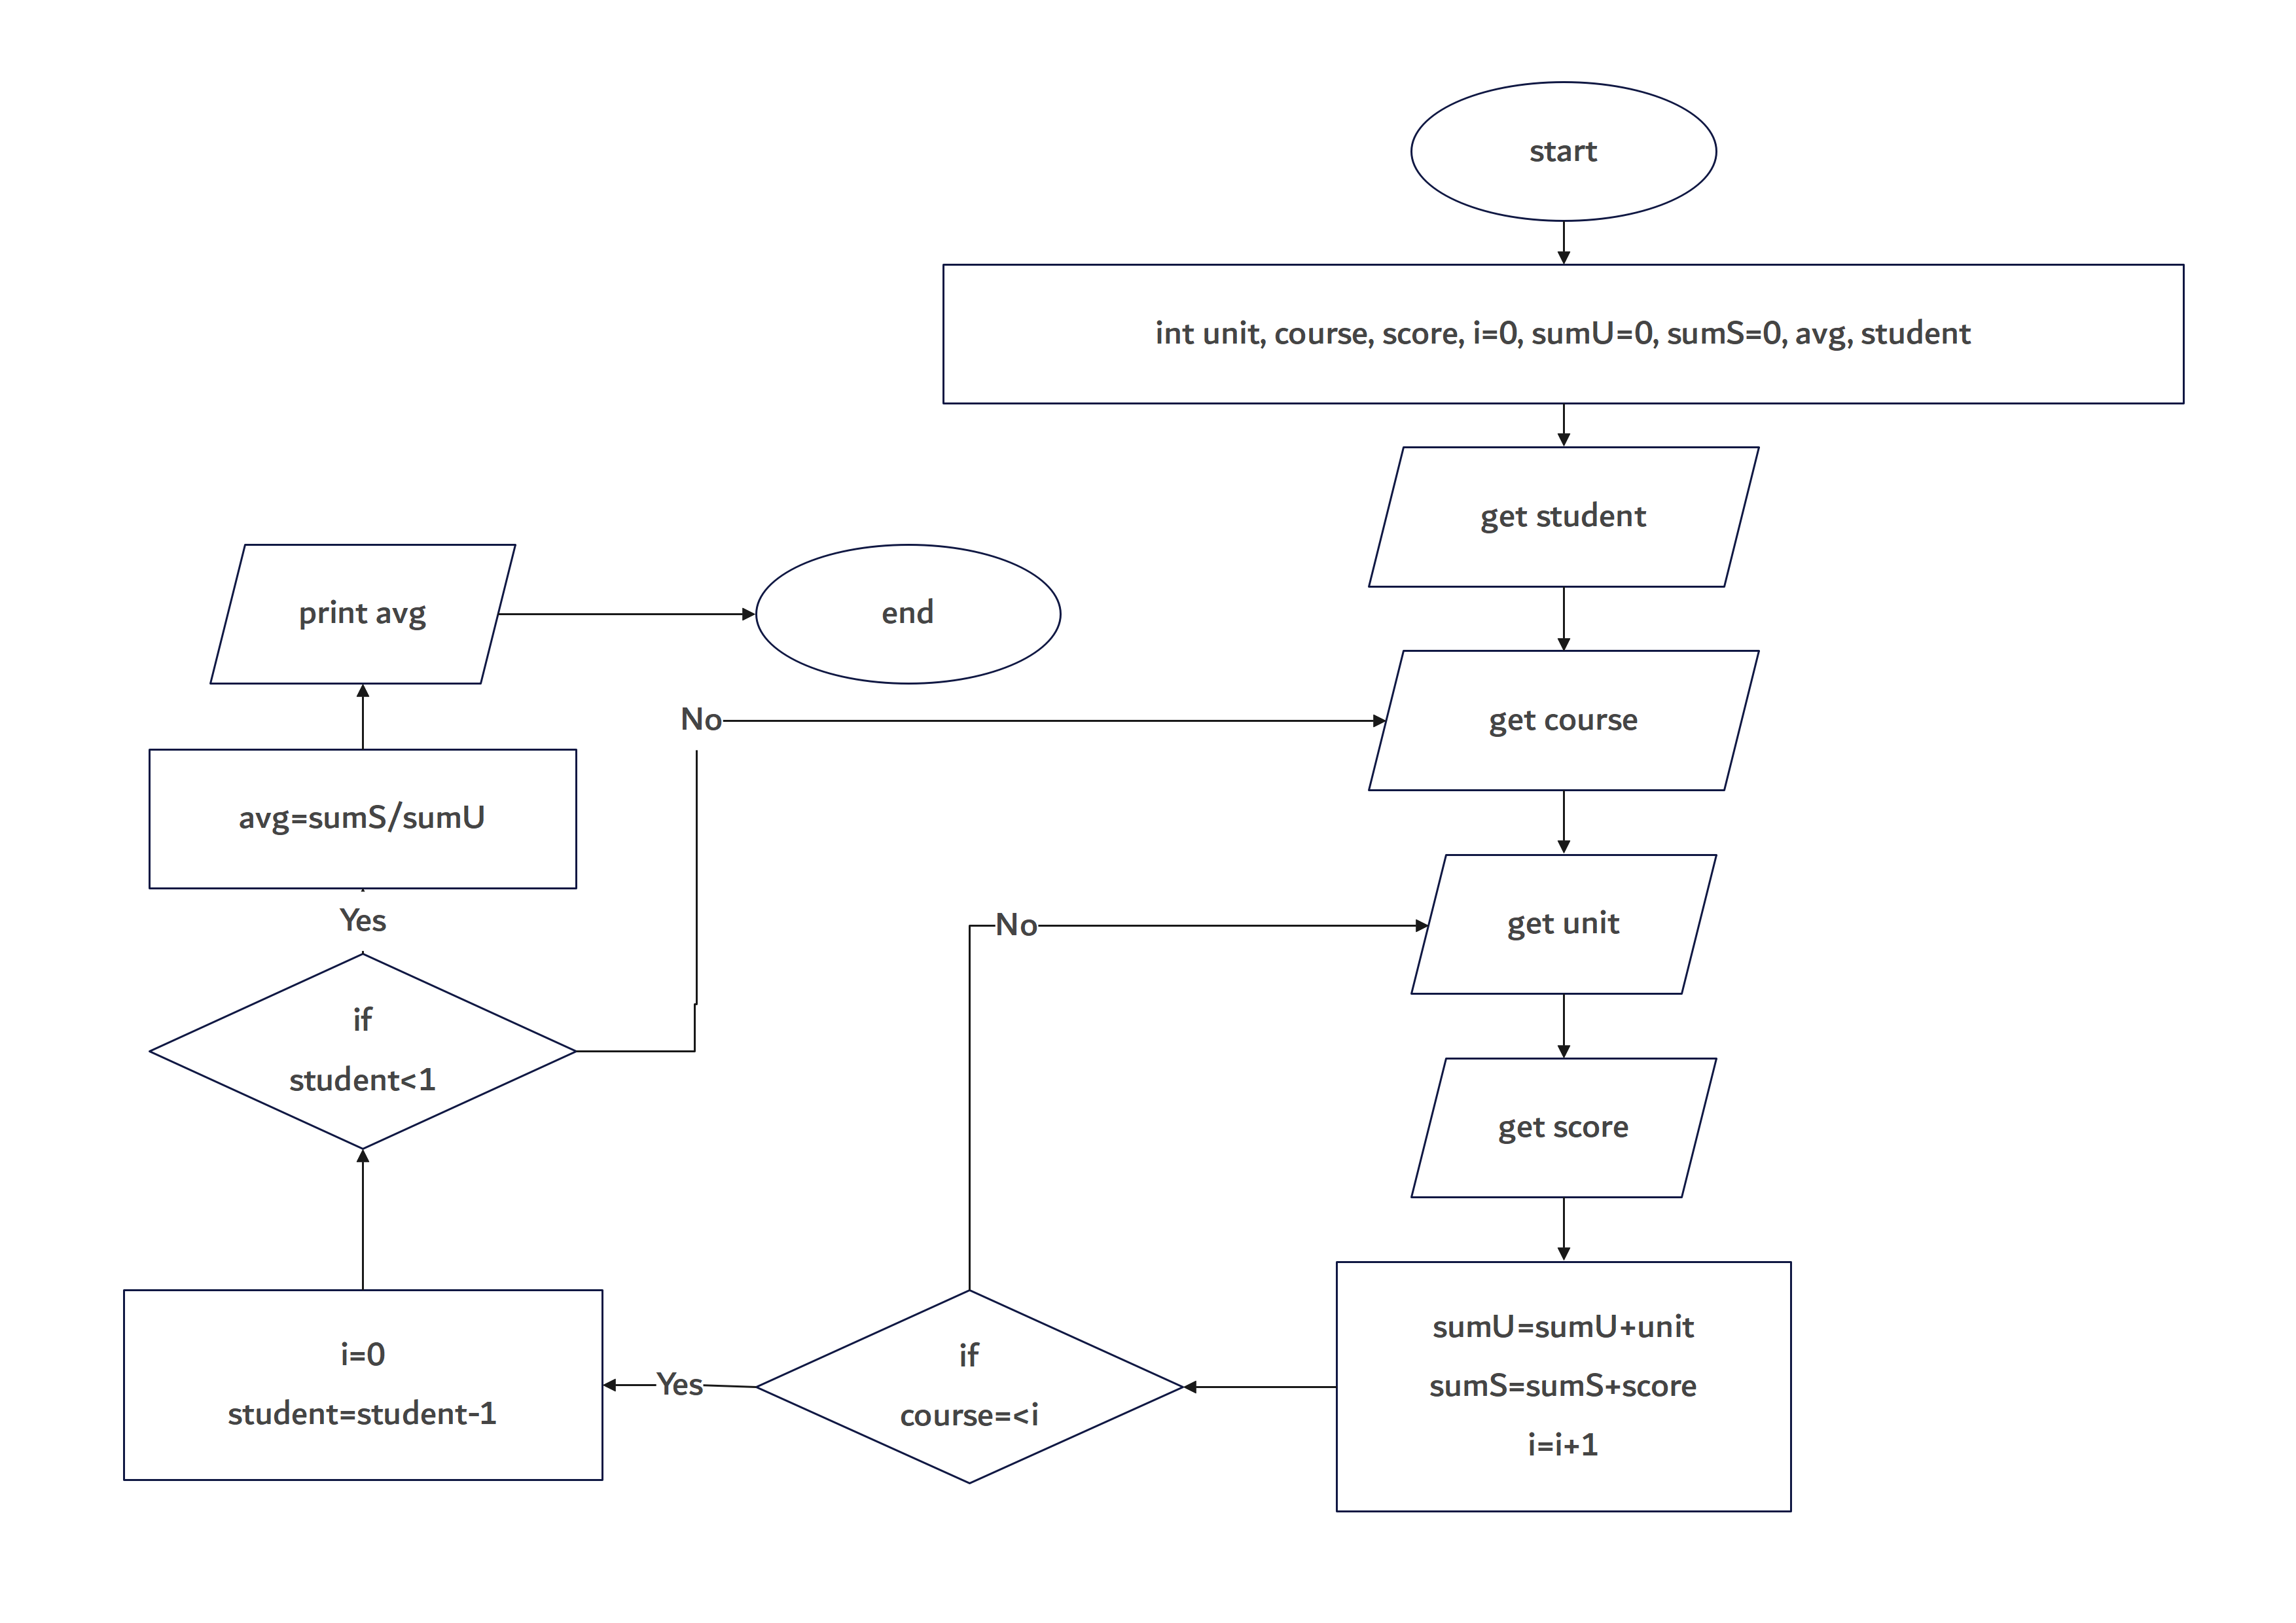 start
int unit, course, score, i=0, sumU=0, sumS=0, avg, student
get student
get course
get unit
get score
sumU=sumU+unit
sumS=sumS+score
i=i+1
if
course=<i
No
Yes
i=0
student=student-1
if
student<1
No
Yes
avg=sumS/sumU
print avg
end